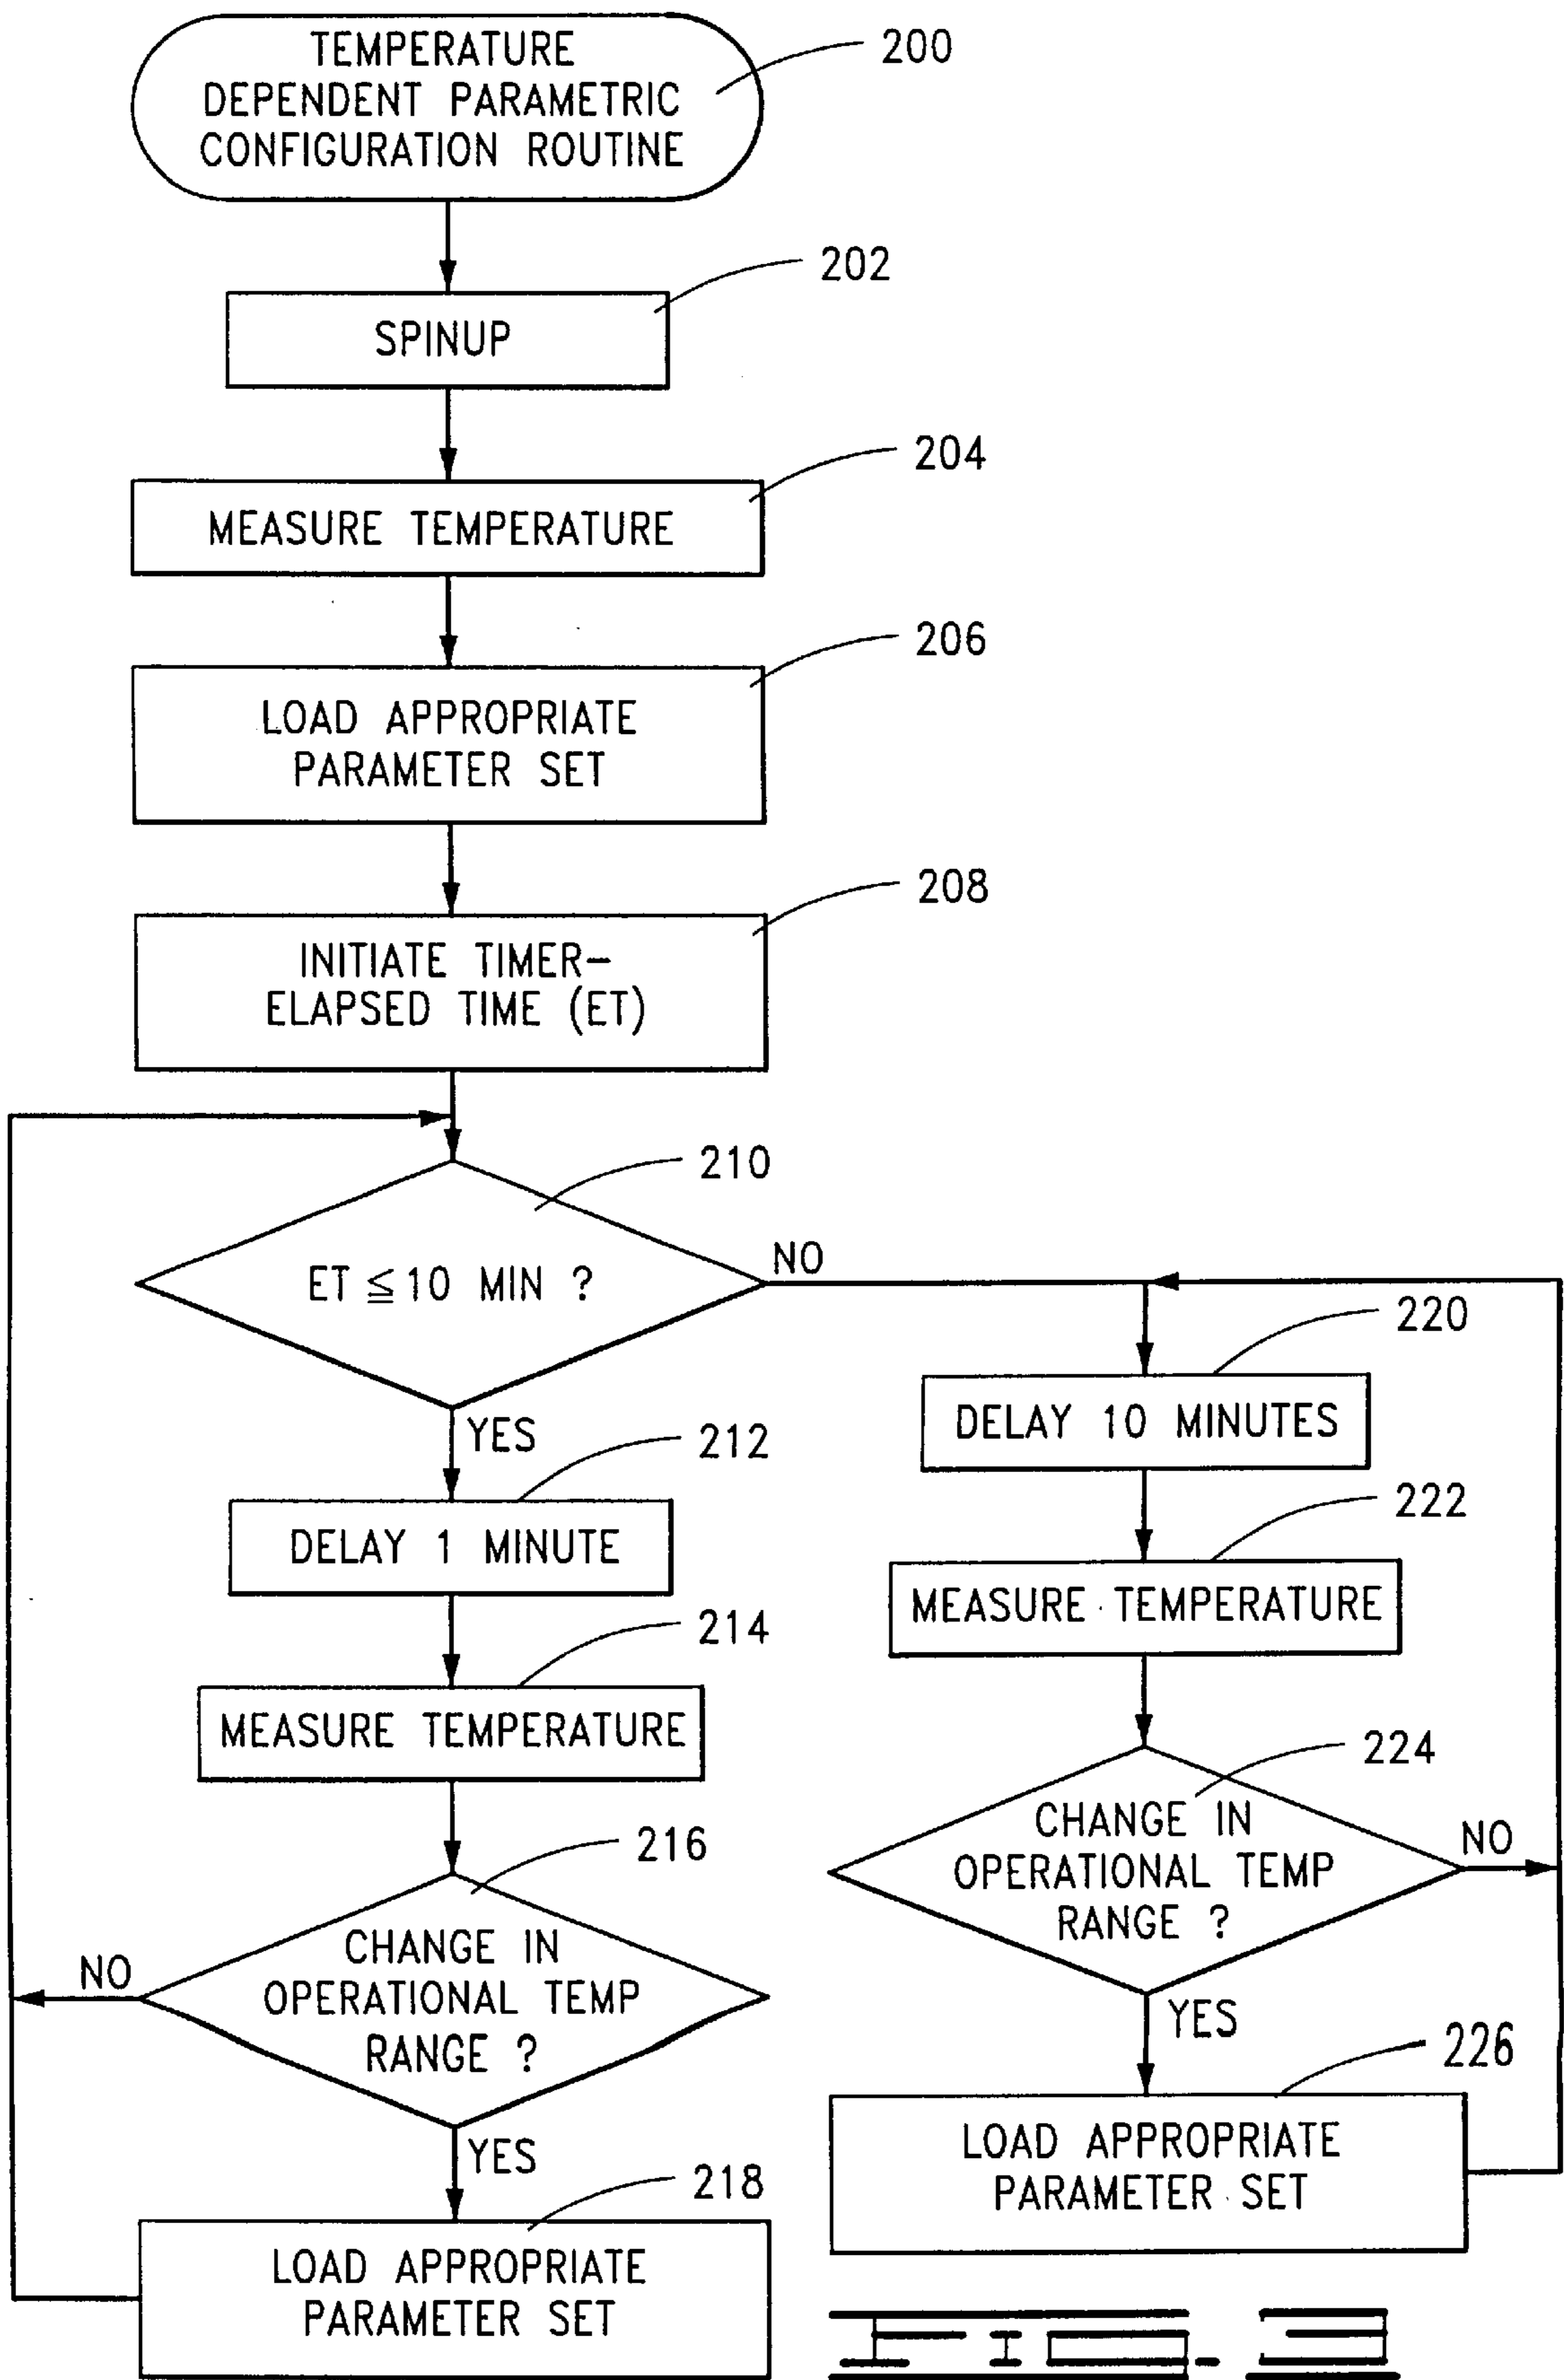 TEMPERATURE
DEPENDENT PARAMETRIC
CONFIGURATION ROUTINE
200
SPINUP
202
MEASURE TEMPERATURE
204
LOAD APPROPRIATE
PARAMETER SET
206
INITIATE TIMER-
ELAPSED TIME (ET)
208
ET ≦ 10 MIN ?
210
NO
YES
DELAY 1 MINUTE
212
MEASURE TEMPERATURE
214
CHANGE IN
OPERATIONAL TEMP
RANGE ?
216
NO
YES
LOAD APPROPRIATE
PARAMETER SET
218
DELAY 10 MINUTES
220
MEASURE TEMPERATURE
222
CHANGE IN
OPERATIONAL TEMP
RANGE ?
224
NO
YES
LOAD APPROPRIATE
PARAMETER SET
226